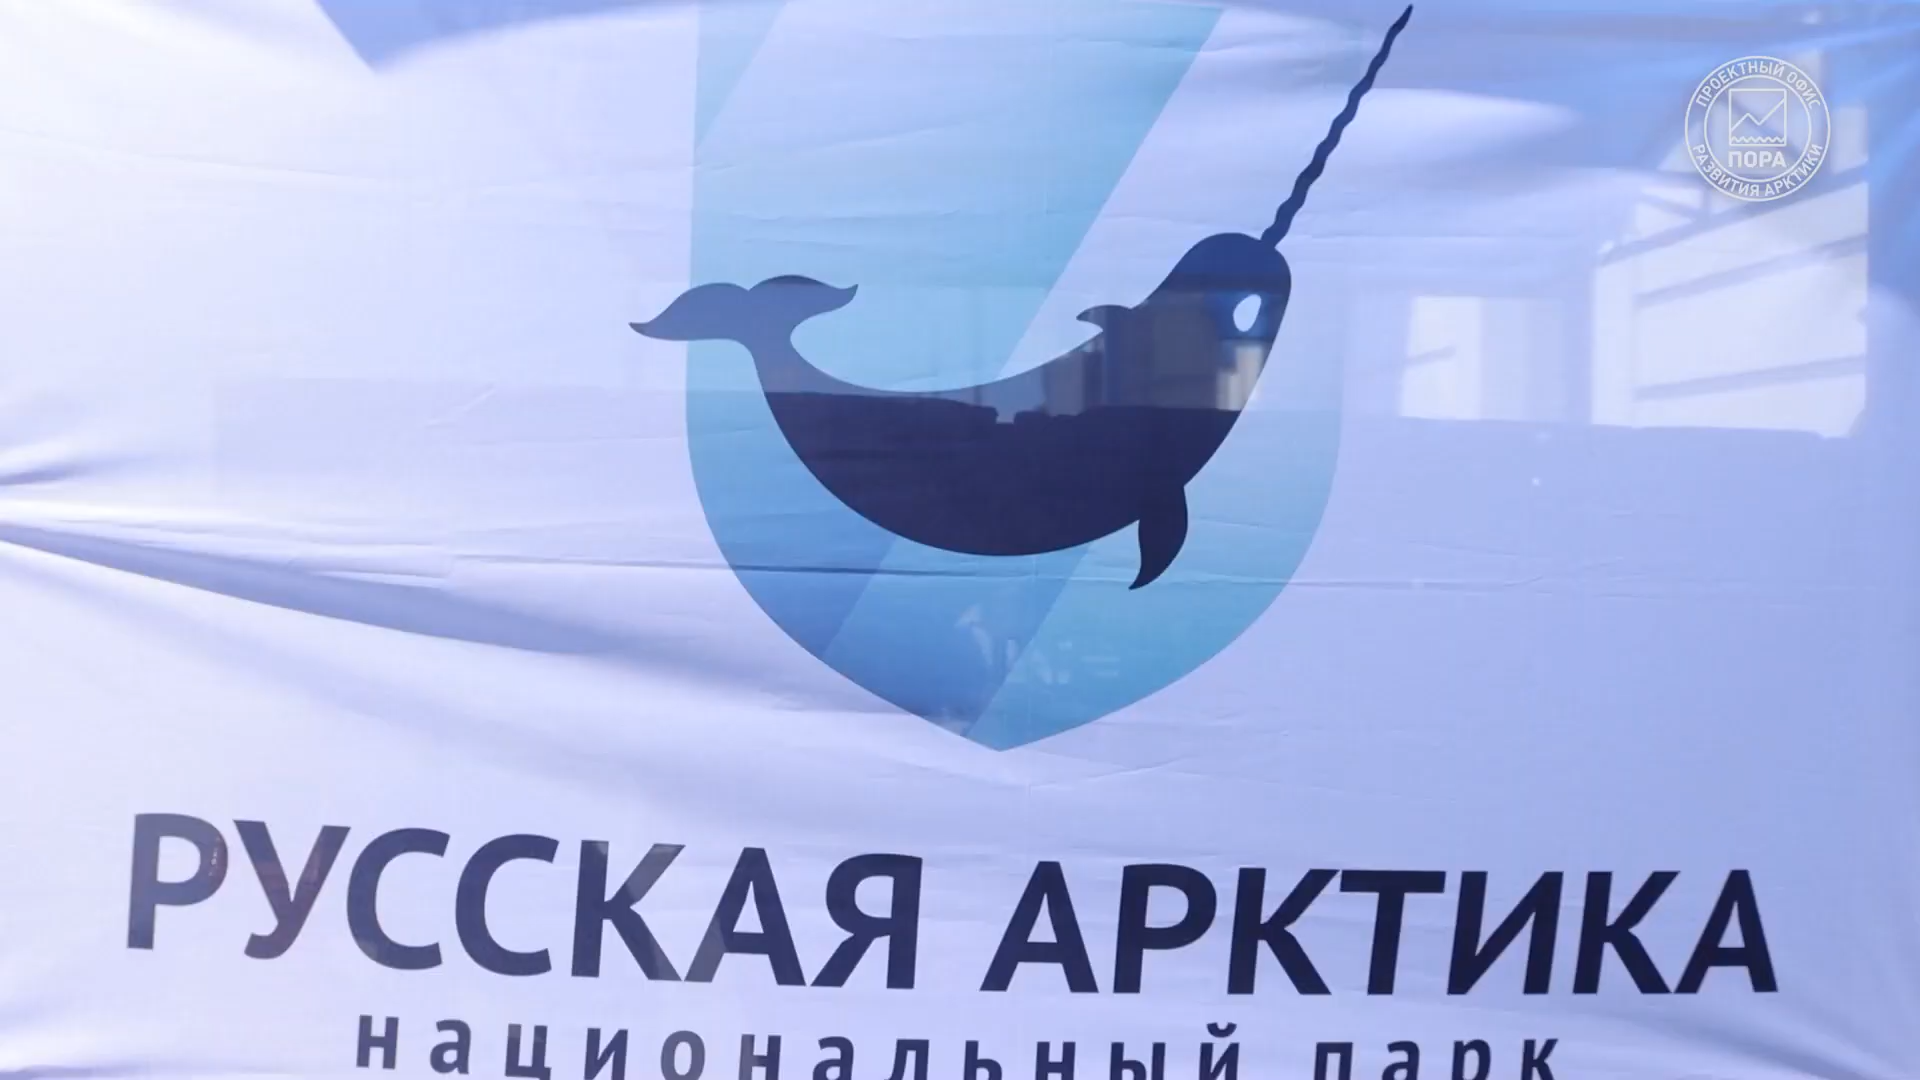 ПРОЕКТНЫЙ ОФИС
ПОРА
РАЗВИТИЯ АРКТИКИ
РУССКАЯ АРКТИКА
национальный парк